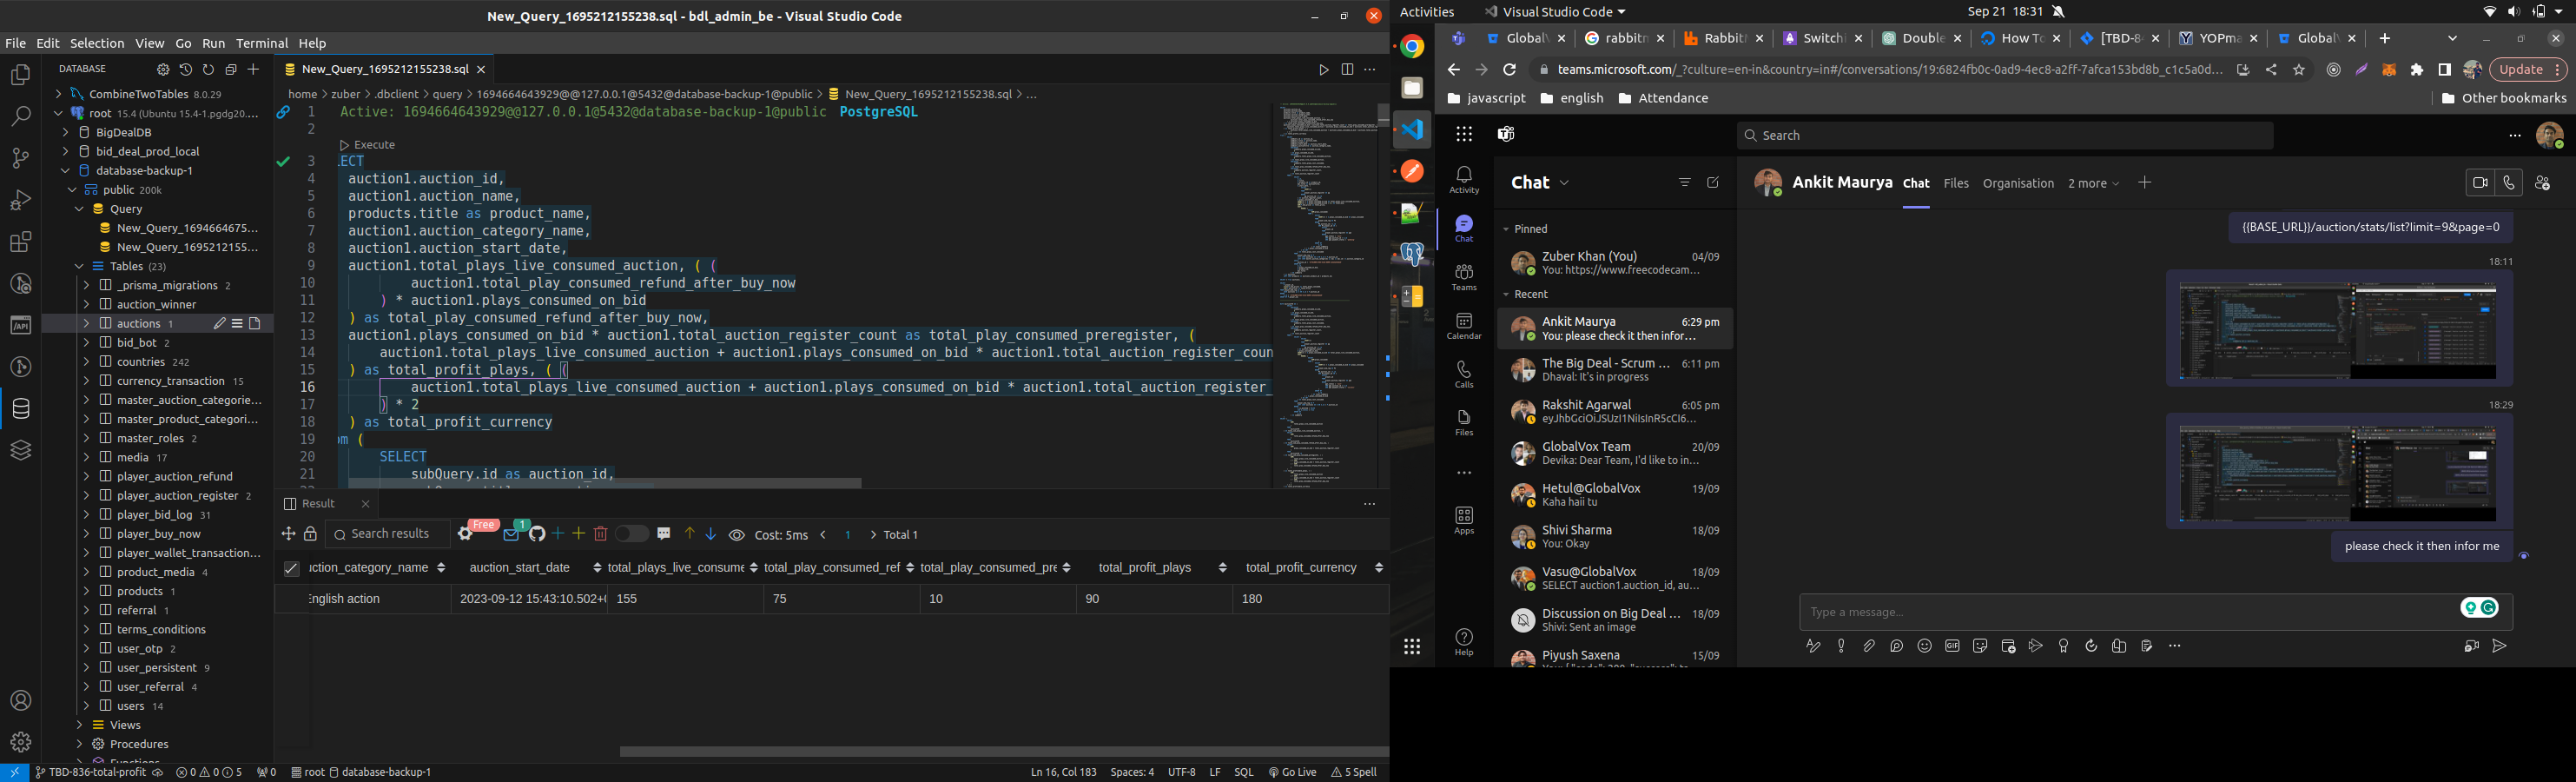 New_Query_1695212155238.sql - bdl_admin_be - Visual Studio Code
File Edit Selection View Go Run Terminal Help
DATABASE
CombineTwoTables 8.0.29
root 15.4 (Ubuntu 15.4-1.pgdg20....
BigDealDB
bid_deal_prod_local
database-backup-1
public 200k
Query
New_Query_1694664675...
New_Query_1695212155...
Tables (23)
_prisma_migrations 2
auction_winner
auctions 1
bid_bot 2
countries 242
currency_transaction 15
master_auction_categorie...
master_product_categori...
master_roles 2
media 17
player_auction_refund
player_auction_register 2
player_bid_log 31
player_buy_now
player_wallet_transaction...
product_media 4
products 1
referral 1
terms_conditions
user_otp 2
user_persistent 9
user_referral 4
users 14
Views
Procedures
Functions
New_Query_1695212155238.sql
home > zuber > .dbclient > query > 1694664643929@@127.0.0.1@5432@database-backup-1@public > New_Query_1695212155238.sql > ...
1 Active: 1694664643929@@127.0.0.1@5432@database-backup-1@public PostgreSQL
2
Execute
3 LECT
4 auction1.auction_id,
5 auction1.auction_name,
6 products.title as product_name,
7 auction1.auction_category_name,
8 auction1.auction_start_date,
9 auction1.total_plays_live_consumed_auction, ( (
10 auction1.total_play_consumed_refund_after_buy_now
11 ) * auction1.plays_consumed_on_bid
12 ) as total_play_consumed_refund_after_buy_now,
13 auction1.plays_consumed_on_bid * auction1.total_auction_register_count as total_play_consumed_preregister, (
14 auction1.total_plays_live_consumed_auction + auction1.plays_consumed_on_bid * auction1.total_auction_register_coun
15 ) as total_profit_plays, ( (
16 auction1.total_plays_live_consumed_auction + auction1.plays_consumed_on_bid * auction1.total_auction_register_
17 ) * 2
18 ) as total_profit_currency
19 om (
20 SELECT
21 subQuery.id as auction_id,
Result
Search results Free 1 Cost: 5ms < 1 > Total 1
uction_category_name auction_start_date total_plays_live_consume total_play_consumed_ref total_play_consumed_pre total_profit_plays total_profit_currency
English action 2023-09-12 15:43:10.502+0 155 75 10 90 180
TBD-836-total-profit 0 0 5 0 root database-backup-1 Ln 16, Col 183 Spaces: 4 UTF-8 LF SQL Go Live 5 Spell
Activities Visual Studio Code Sep 21 18:31
GlobalV rabbitm Rabbit Switchi Double How To [TBD-8 YOPma Global
teams.microsoft.com/_?culture=en-in&country=in#/conversations/19:6824fb0c-0ad9-4ec8-a2ff-7afca153bd8b_c1c5a0d... Update
javascript english Attendance Other bookmarks
Search
Activity
Chat
Teams
Calendar
Calls
Files
Apps
Help
Chat
Pinned
Zuber Khan (You) 04/09
You: https://www.freecodecam...
Recent
Ankit Maurya 6:29 pm
You: please check it then infor...
The Big Deal - Scrum ... 6:11 pm
Dhaval: It's in progress
Rakshit Agarwal 6:05 pm
eyJhbGciOiJSUzI1NiIsInR5cCI6...
GlobalVox Team 20/09
Devika: Dear Team, I'd like to in...
Hetul@GlobalVox 19/09
Kaha haii tu
Shivi Sharma 18/09
You: Okay
Vasu@GlobalVox 18/09
SELECT auction1.auction_id, au...
Discussion on Big Deal ... 18/09
Shivi: Sent an image
Piyush Saxena 15/09
Ankit Maurya Chat Files Organisation 2 more
{{BASE_URL}}/auction/stats/list?limit=9&page=0
18:11
18:29
please check it then infor me
Type a message...